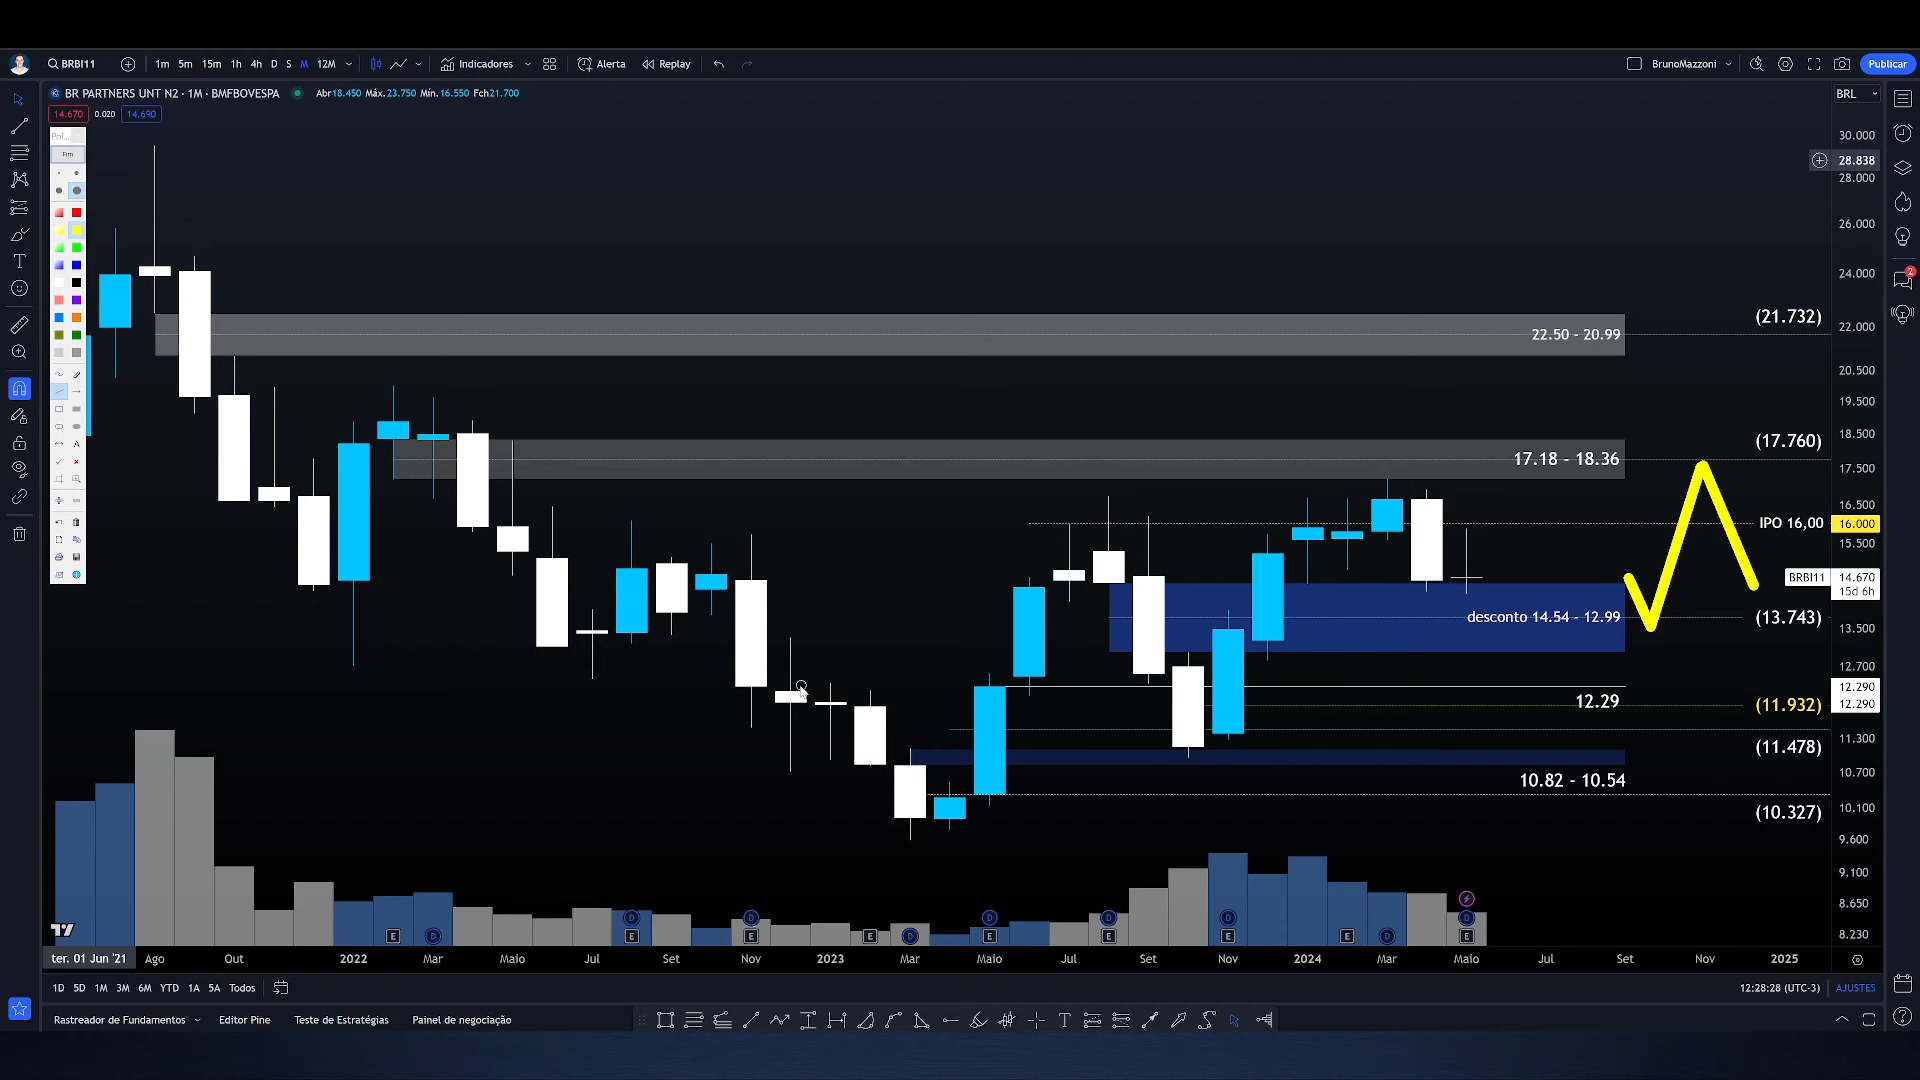 BRBI11
1m 5m 15m 1h 4h D S M 12M
Indicadores
Alerta
Replay
BrunoMazzoni
Publicar
BR PARTNERS UNT N2 · 1M · BMFBOVESPA
Abr18.450 Máx.23.750 Mín.16.550 Fch21.700
BRL
14.670 0.020 14.690
Poi...
Fim
A
30.000
28.838
28.000
26.000
24.000
2
(21.732)
22.000
22.50 - 20.99
20.500
19.500
18.500
(17.760)
17.18 - 18.36
17.500
16.500
IPO 16,00
16.000
15.500
BRBI11
14.670
15d 6h
desconto 14.54 - 12.99
(13.743)
13.500
12.700
12.290
12.29
(11.932)
12.290
11.300
(11.478)
10.700
10.82 - 10.54
10.100
(10.327)
9.600
9.100
8.650
8.230
D D D D D D
E D E E E D E E E E D E
ter. 01 Jun '21
Ago Out 2022 Mar Maio Jul Set Nov 2023 Mar Maio Jul Set Nov 2024 Mar Maio Jul Set Nov 2025
1D 5D 1M 3M 6M YTD 1A 5A Todos
12:28:28 (UTC-3)
AJUSTES
Rastreador de Fundamentos
Editor Pine
Teste de Estratégias
Painel de negociação